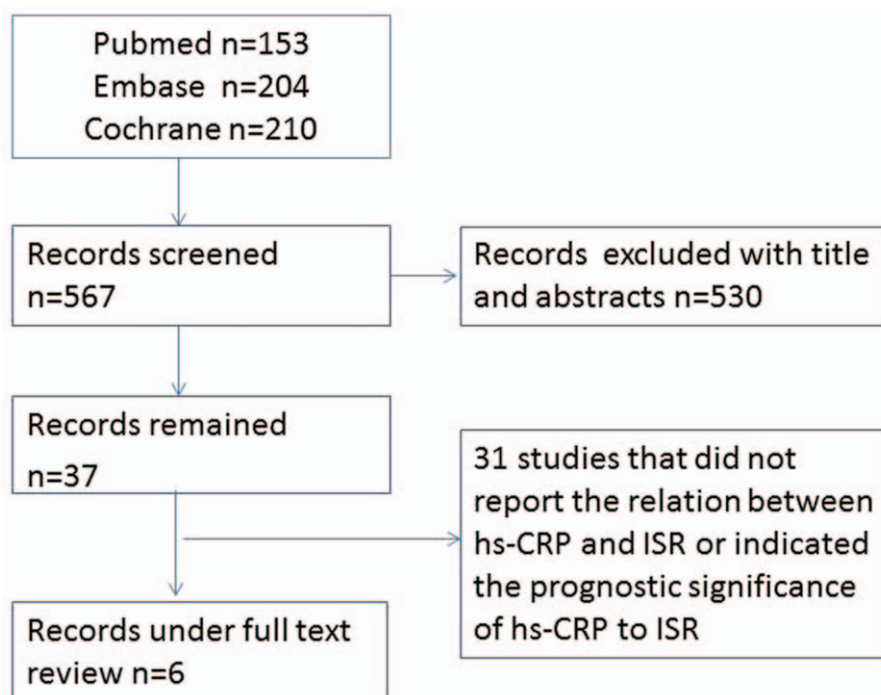 Pubmed n=153
Embase n=204
Cochrane n=210
Records screened
n=567
Records excluded with title
and abstracts n=530
Records remained
n=37
31 studies that did not
report the relation between
hs-CRP and ISR or indicated
the prognostic significance
of hs-CRP to ISR
Records under full text
review n=6